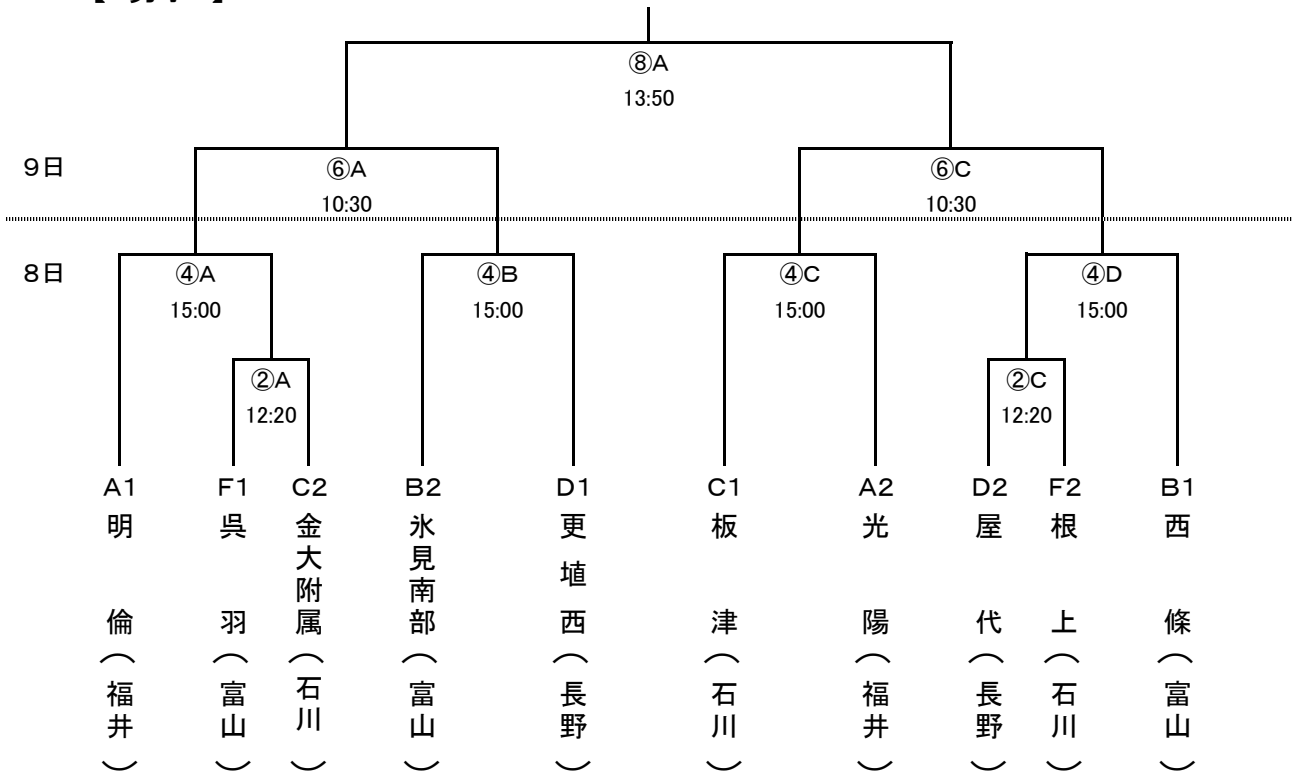 ⑧A
13:50
9日
⑥A
10:30
⑥C
10:30
8日
④A
15:00
④B
15:00
④C
15:00
④D
15:00
②A
12:20
②C
12:20
A1
F1
C2
B2
D1
C1
A2
D2
F2
B1
明倫(福井)
呉羽(富山)
金大附属(石川)
氷見南部(富山)
更埴西(長野)
板津(石川)
光陽(福井)
屋代(長野)
根上(石川)
西條(富山)